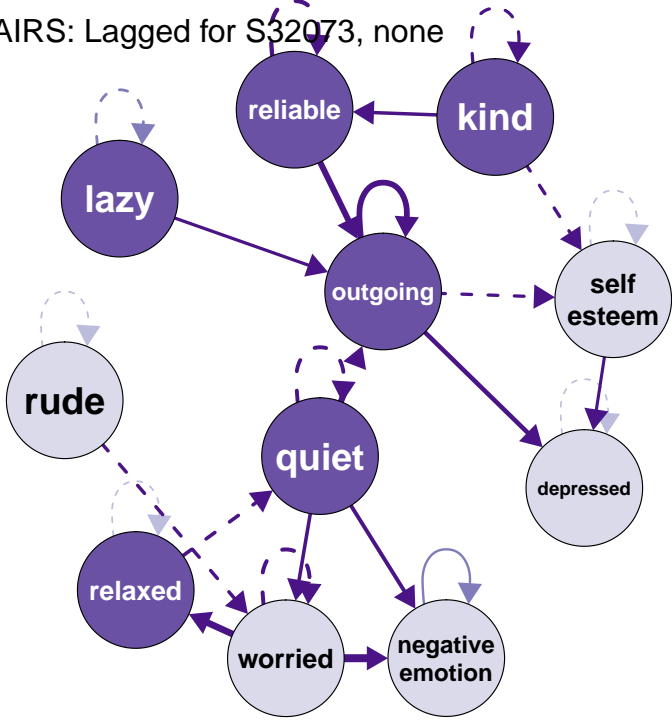 AIRS: Lagged for S32073, none
reliable
kind
lazy
outgoing
self
esteem
rude
quiet
depressed
relaxed
worried
negative
emotion